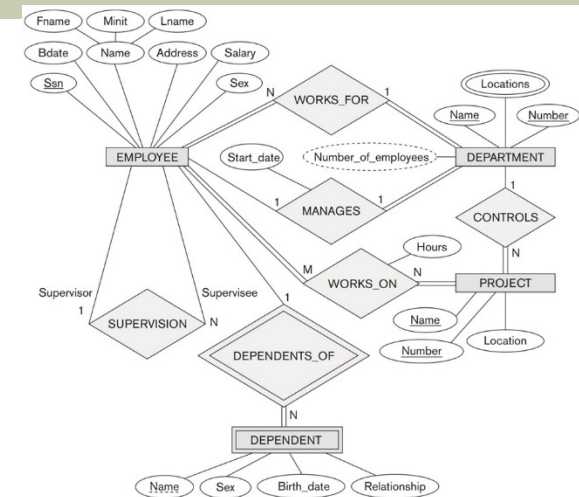 Fname Minit Lname
Bdate Name Address Salary
Ssn Sex
N WORKS_FOR 1
Locations
Name Number
EMPLOYEE
Start_date
Number_of_employees
DEPARTMENT
1 MANAGES 1
1
CONTROLS
N
Hours
M WORKS_ON N
PROJECT
Name
Number
Location
Supervisor
1
SUPERVISION
Supervisee
N
1
DEPENDENTS_OF
N
DEPENDENT
Name Sex Birth_date Relationship